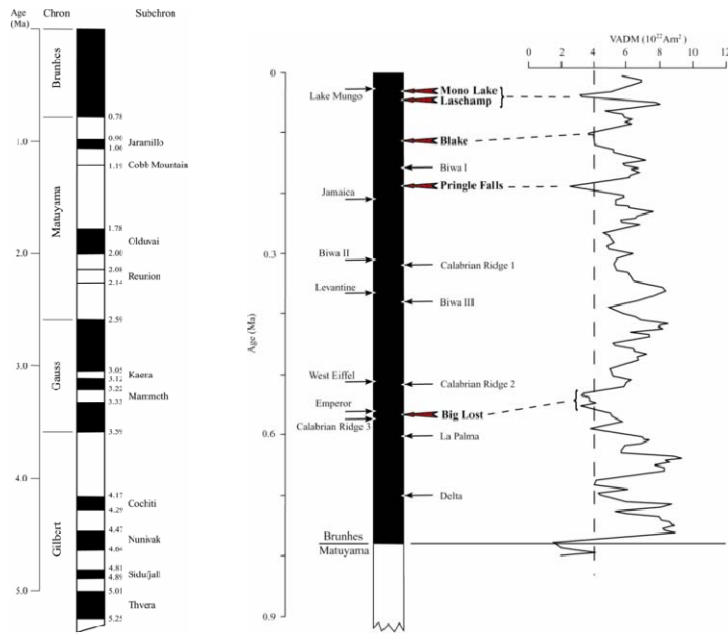 Age
(Ma)
Chron
Subchron
Brunhes
Matuyama
Gauss
Gilbert
1.0
2.0
3.0
4.0
5.0
0.78
0.90
1.06
1.19
1.78
2.00
2.08
2.14
2.59
3.05
3.12
3.22
3.33
3.59
4.17
4.29
4.47
4.64
4.81
4.89
5.01
5.25
Jaramillo
Cobb Mountain
Olduvai
Reunion
Kaena
Mammoth
Cochiti
Nunivak
Sidufjall
Thvera
Age (Ma)
0
0.3
0.6
0.9
Lake Mungo
Jamaica
Biwa II
Levantine
West Eiffel
Emperor
Calabrian Ridge 3
Brunhes
Matuyama
Mono Lake
Laschamp
Blake
Biwa I
Pringle Falls
Calabrian Ridge 1
Biwa III
Calabrian Ridge 2
Big Lost
La Palma
Delta
VADM (10²²Am²)
0 2 4 6 8 10 12